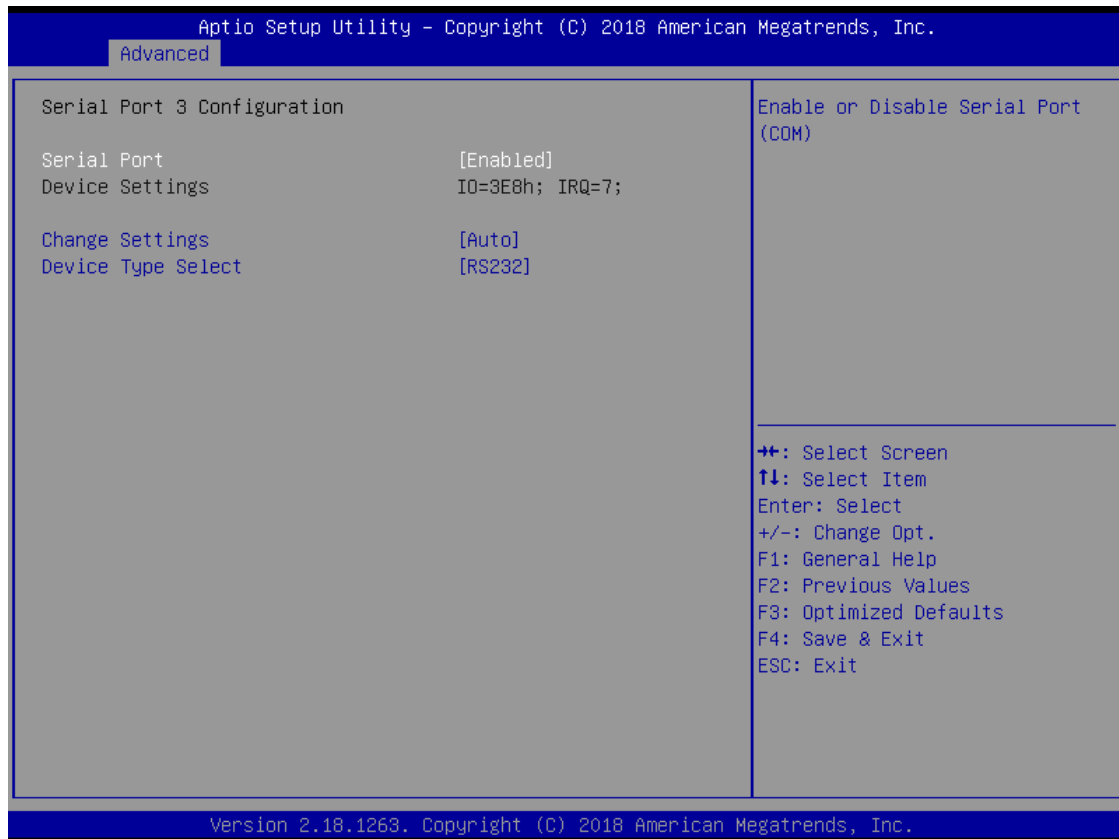 Aptio Setup Utility – Copyright (C) 2018 American Megatrends, Inc.
Advanced
Serial Port 3 Configuration
Serial Port [Enabled]
Device Settings IO=3E8h; IRQ=7;
Change Settings [Auto]
Device Type Select [RS232]
Enable or Disable Serial Port
(COM)
→←: Select Screen
↑↓: Select Item
Enter: Select
+/-: Change Opt.
F1: General Help
F2: Previous Values
F3: Optimized Defaults
F4: Save & Exit
ESC: Exit
Version 2.18.1263. Copyright (C) 2018 American Megatrends, Inc.